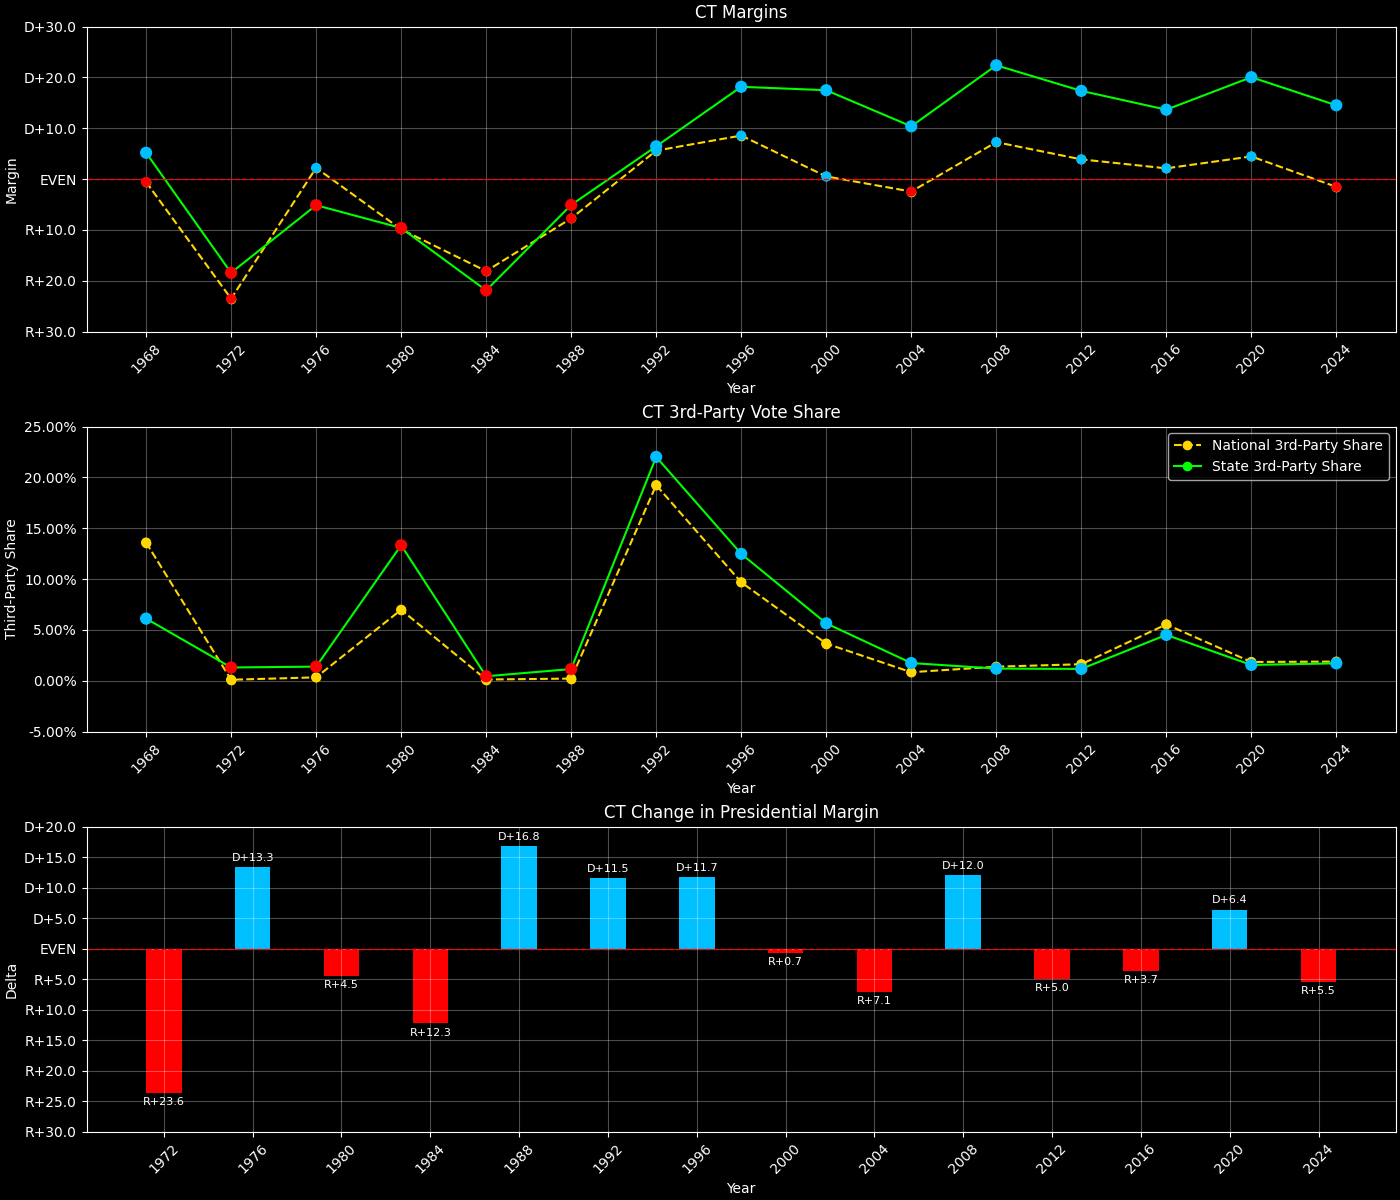 CT Margins
D+30.0
D+20.0
D+10.0
EVEN
R+10.0
R+20.0
R+30.0
Margin
1968 1972 1976 1980 1984 1988 1992 1996 2000 2004 2008 2012 2016 2020 2024
Year
CT 3rd-Party Vote Share
25.00%
20.00%
15.00%
10.00%
5.00%
0.00%
-5.00%
Third-Party Share
National 3rd-Party Share
State 3rd-Party Share
1968 1972 1976 1980 1984 1988 1992 1996 2000 2004 2008 2012 2016 2020 2024
Year
CT Change in Presidential Margin
D+20.0
D+15.0
D+10.0
D+5.0
EVEN
R+5.0
R+10.0
R+15.0
R+20.0
R+25.0
R+30.0
Delta
R+23.6
D+13.3
R+4.5
R+12.3
D+16.8
D+11.5
D+11.7
R+0.7
R+7.1
D+12.0
R+5.0
R+3.7
D+6.4
R+5.5
1972 1976 1980 1984 1988 1992 1996 2000 2004 2008 2012 2016 2020 2024
Year